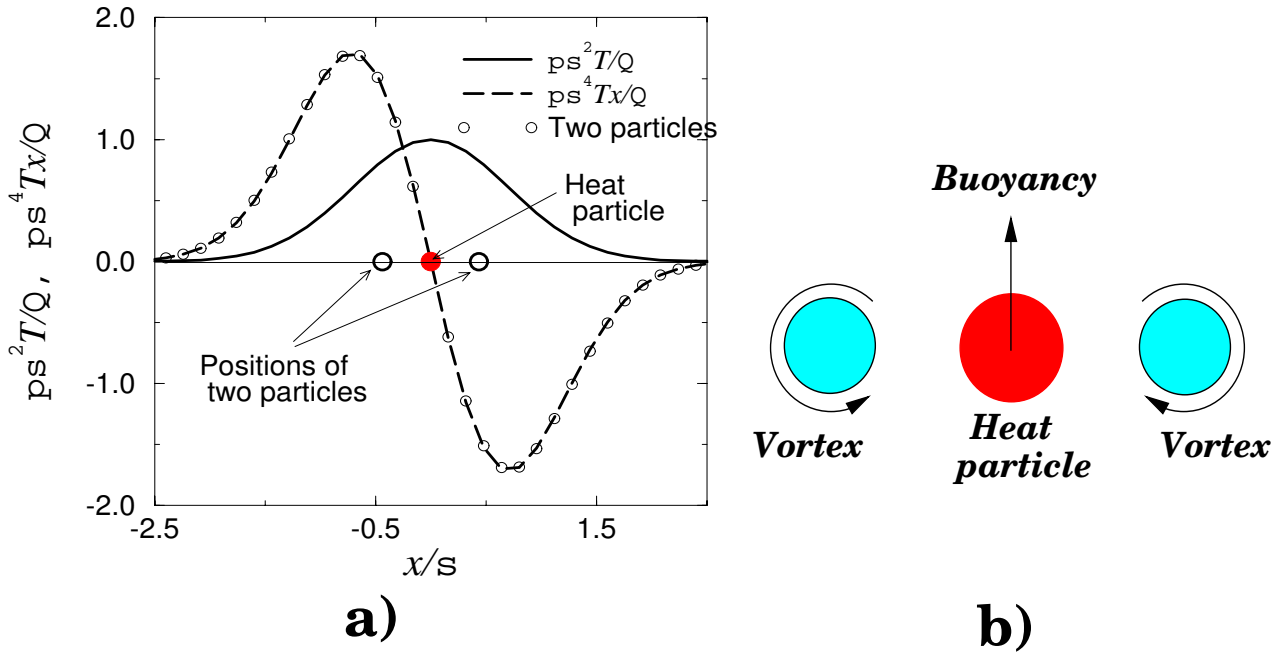 2.0
1.0
0.0
-1.0
-2.0
ps²T/Q, ps⁴Tx/Q
ps²T/Q
ps⁴Tx/Q
Two particles
Heat
particle
Positions of
two particles
-2.5
-0.5
1.5
x/s
a)
Buoyancy
Vortex
Heat
particle
Vortex
b)